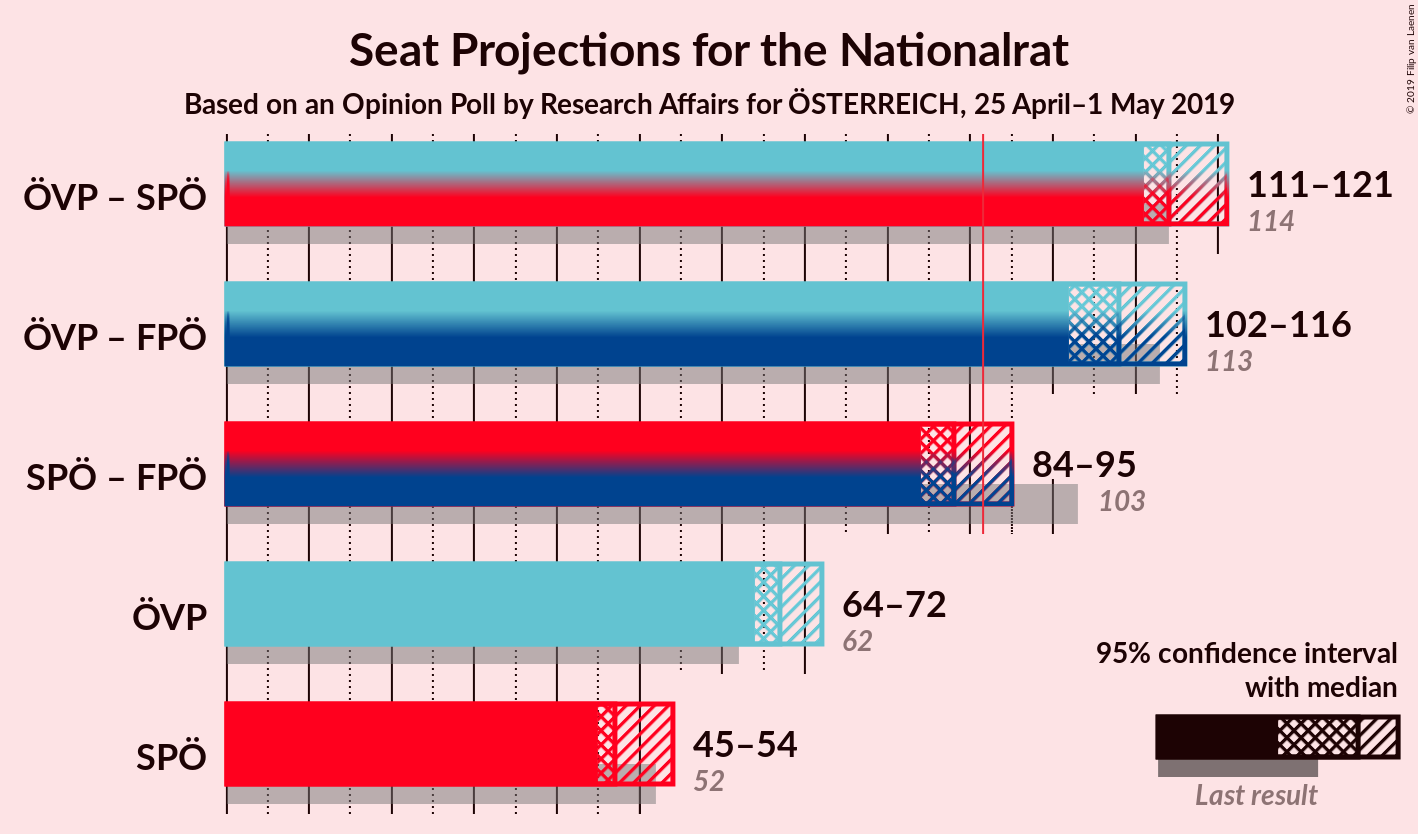 Seat Projections for the Nationalrat
Based on an Opinion Poll by Research Affairs for ÖSTERREICH, 25 April–1 May 2019
© 2019 Filip van Laenen
ÖVP – SPÖ
111–121
114
ÖVP – FPÖ
102–116
113
SPÖ – FPÖ
84–95
103
ÖVP
64–72
62
SPÖ
45–54
52
95% confidence interval
with median
Last result